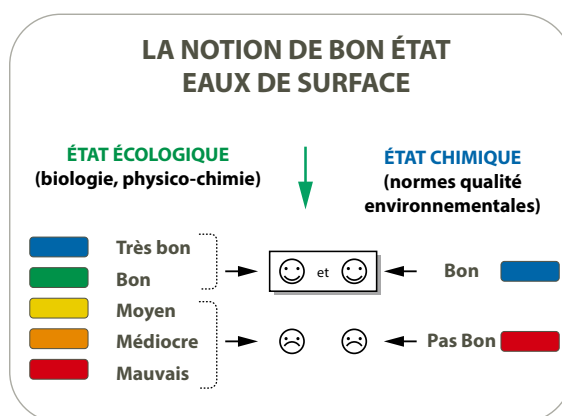 LA NOTION DE BON ÉTAT
EAUX DE SURFACE
ÉTAT ÉCOLOGIQUE
(biologie, physico-chimie)
ÉTAT CHIMIQUE
(normes qualité
environnementales)
Très bon
Bon
Moyen
Médiocre
Mauvais
et
Bon
Pas Bon